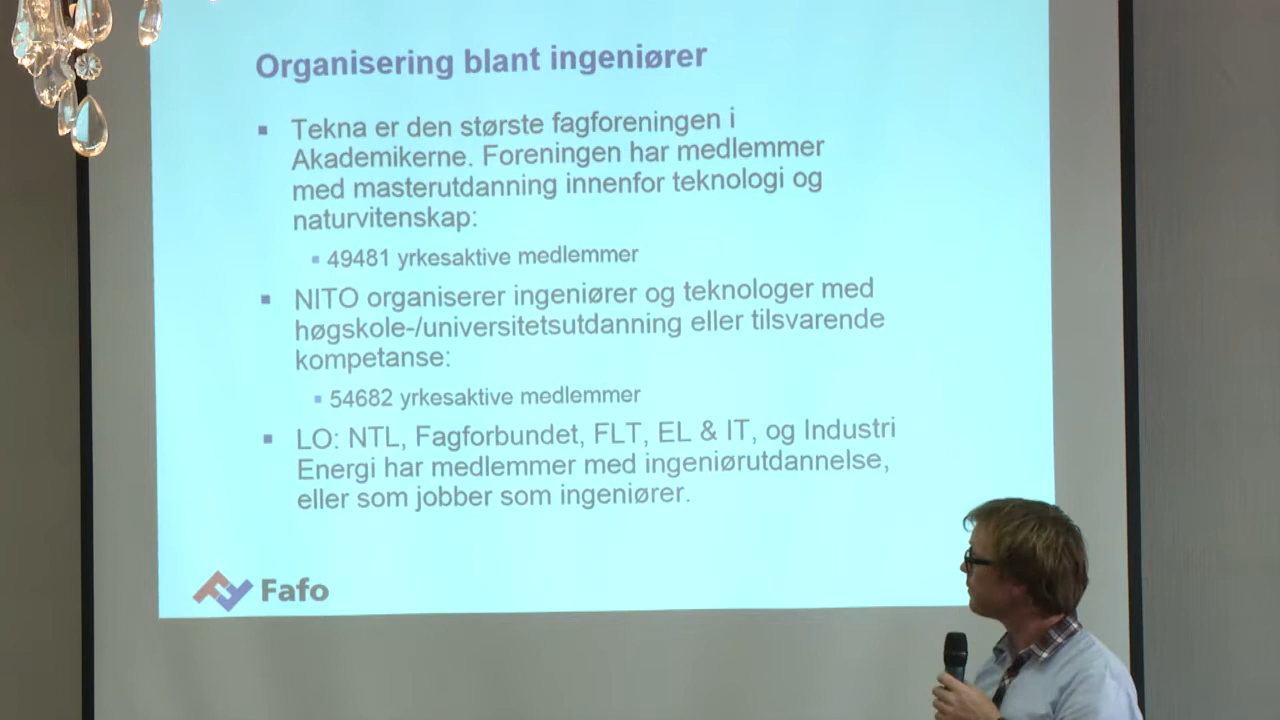 Organisering blant ingeniører
Tekna er den største fagforeningen i
Akademikerne. Foreningen har medlemmer
med masterutdanning innenfor teknologi og
naturvitenskap:
49481 yrkesaktive medlemmer
NITO organiserer ingeniører og teknologer med
høgskole-/universitetsutdanning eller tilsvarende
kompetanse:
54682 yrkesaktive medlemmer
LO: NTL, Fagforbundet, FLT, EL & IT, og Industri
Energi har medlemmer med ingeniørutdannelse,
eller som jobber som ingeniører.
Fafo